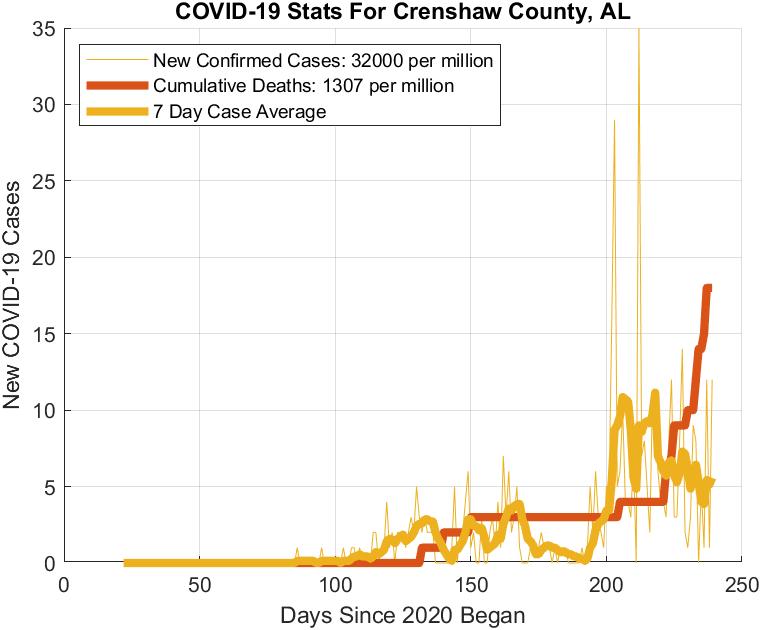 COVID-19 Stats For Crenshaw County, AL
New Confirmed Cases: 32000 per million
Cumulative Deaths: 1307 per million
7 Day Case Average
New COVID-19 Cases
35
30
25
20
15
10
5
0
0 50 100 150 200 250
Days Since 2020 Began